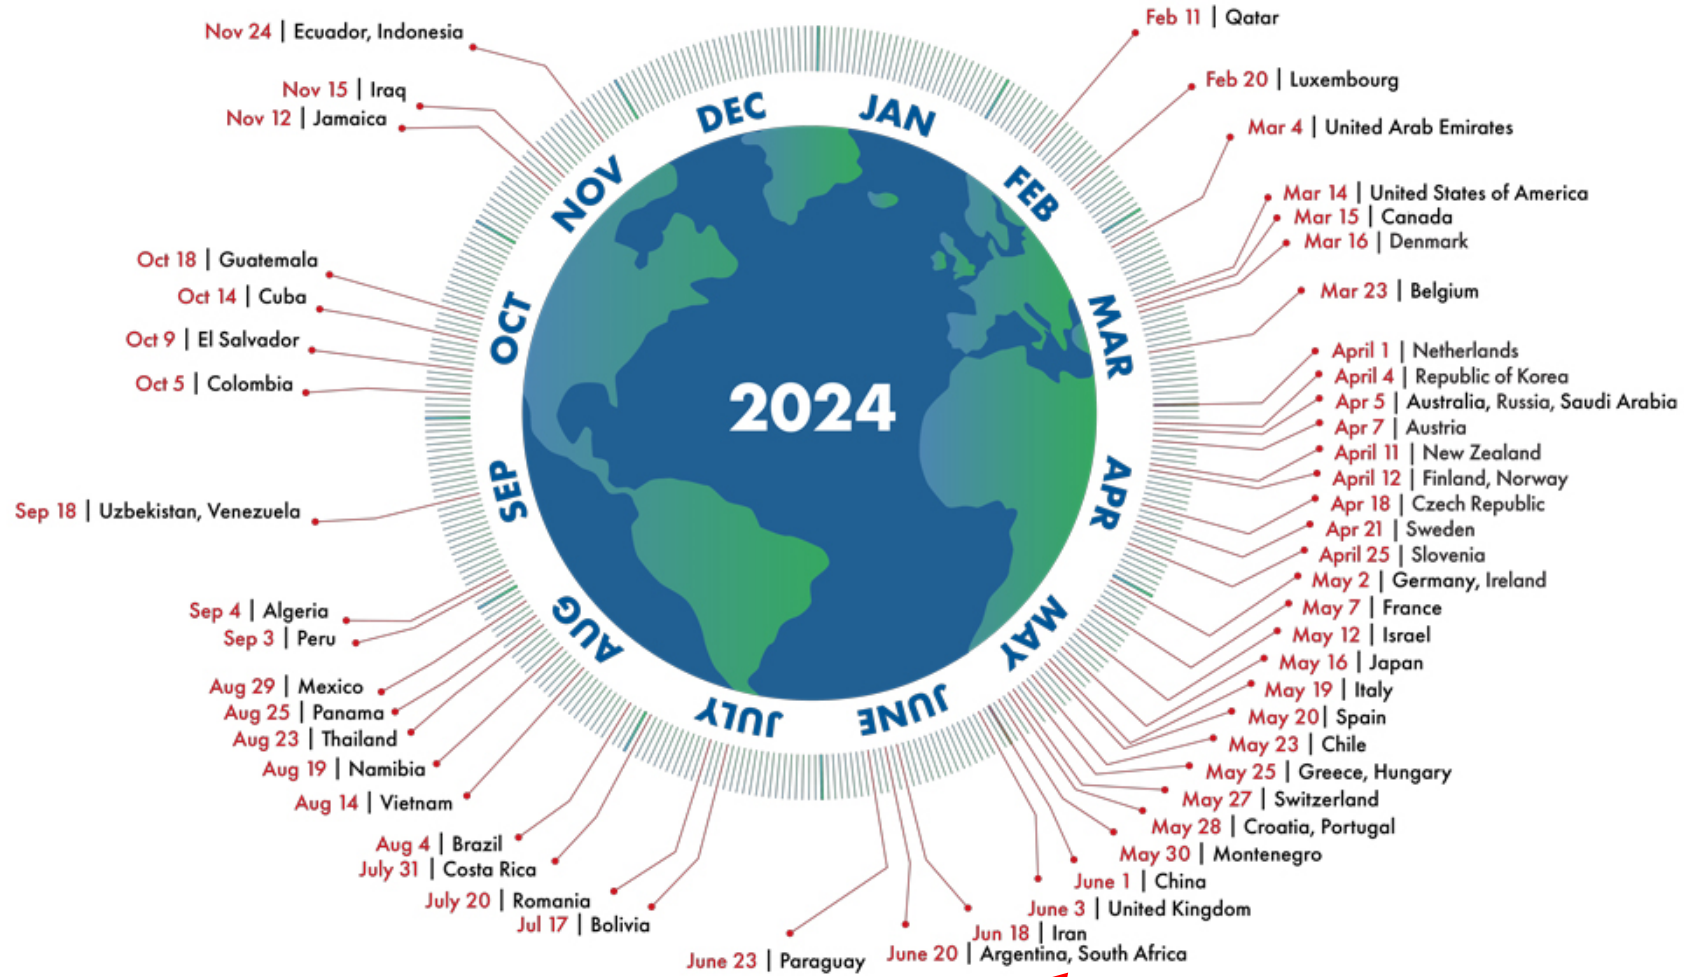 Feb 11 | Qatar
Feb 20 | Luxembourg
Mar 4 | United Arab Emirates
Mar 14 | United States of America
Mar 15 | Canada
Mar 16 | Denmark
Mar 23 | Belgium
April 1 | Netherlands
April 4 | Republic of Korea
Apr 5 | Australia, Russia, Saudi Arabia
Apr 7 | Austria
April 11 | New Zealand
April 12 | Finland, Norway
Apr 18 | Czech Republic
Apr 21 | Sweden
April 25 | Slovenia
May 2 | Germany, Ireland
May 7 | France
May 12 | Israel
May 16 | Japan
May 19 | Italy
May 20 | Spain
May 23 | Chile
May 25 | Greece, Hungary
May 27 | Switzerland
May 28 | Croatia, Portugal
May 30 | Montenegro
June 1 | China
June 3 | United Kingdom
Jun 18 | Iran
June 20 | Argentina, South Africa
June 23 | Paraguay
Jul 17 | Bolivia
July 20 | Romania
July 31 | Costa Rica
Aug 4 | Brazil
Aug 14 | Vietnam
Aug 19 | Namibia
Aug 23 | Thailand
Aug 25 | Panama
Aug 29 | Mexico
Sep 3 | Peru
Sep 4 | Algeria
Sep 18 | Uzbekistan, Venezuela
Oct 5 | Colombia
Oct 9 | El Salvador
Oct 14 | Cuba
Oct 18 | Guatemala
Nov 12 | Jamaica
Nov 15 | Iraq
Nov 24 | Ecuador, Indonesia
JAN
FEB
MAR
APR
MAY
JUNE
JULY
AUG
SEP
OCT
NOV
DEC
2024